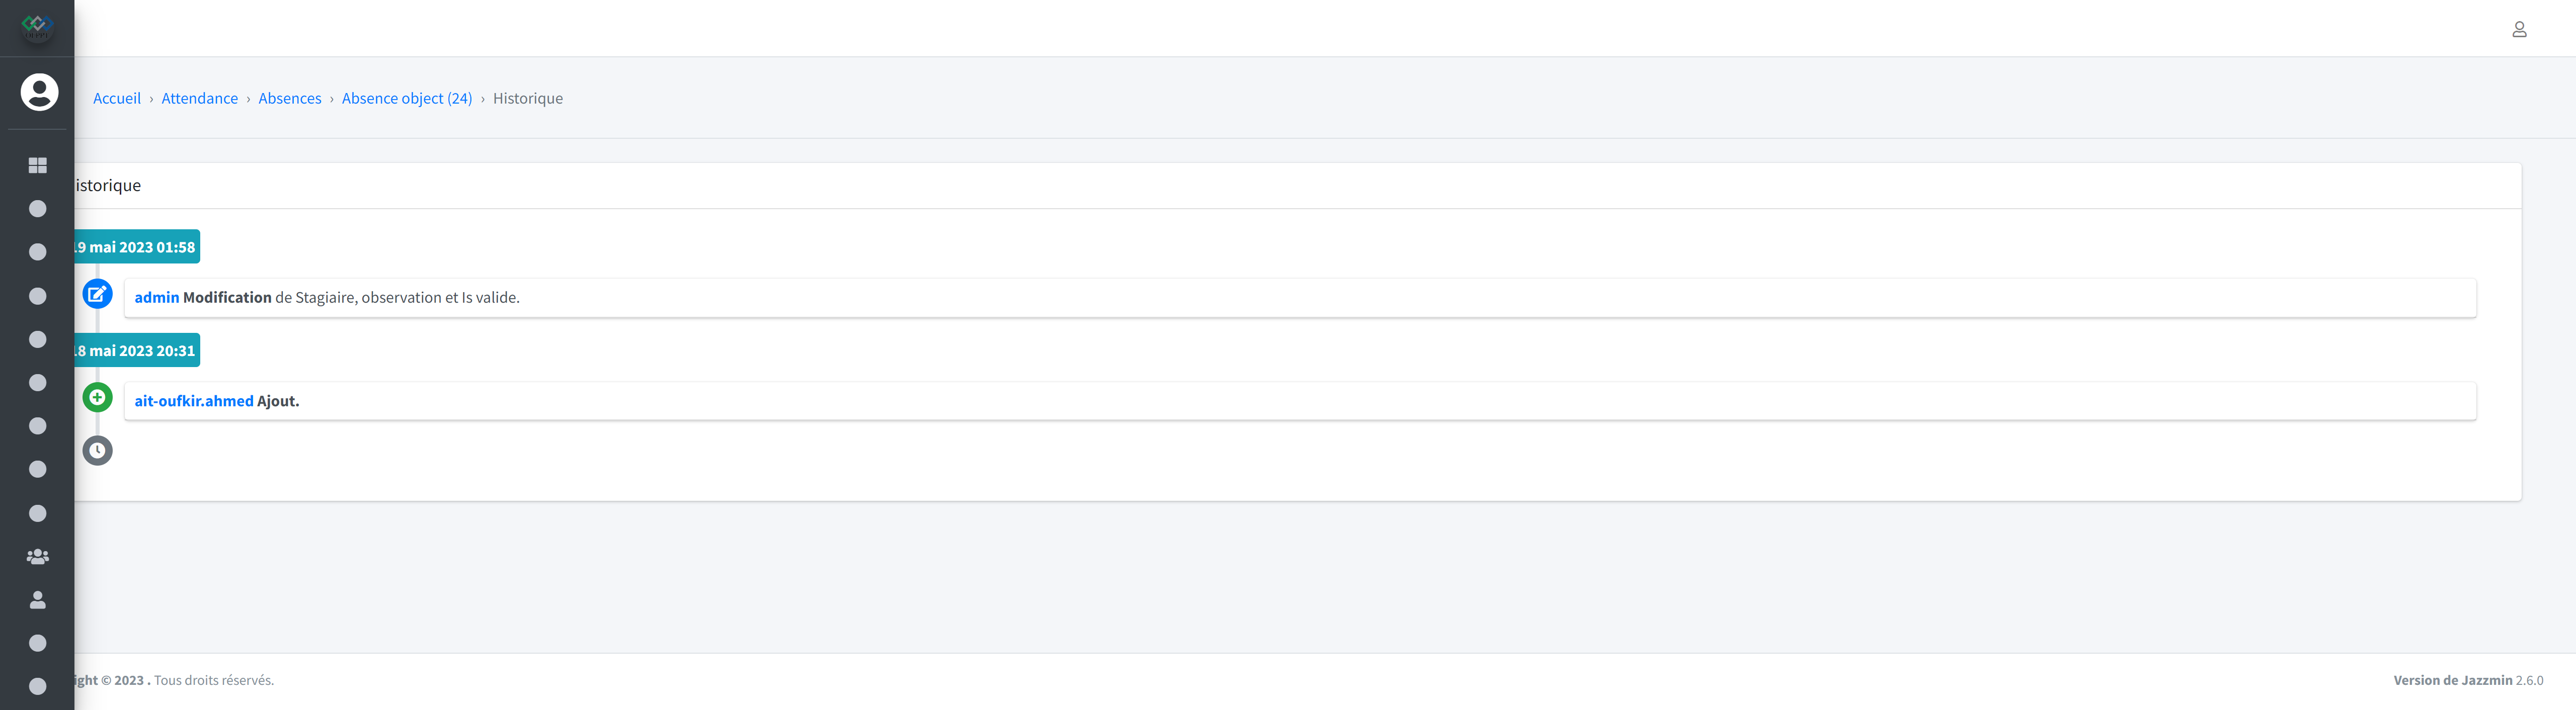 Accueil › Attendance › Absences › Absence object (24) › Historique
istorique
9 mai 2023 01:58
admin Modification de Stagiaire, observation et Is valide.
8 mai 2023 20:31
ait-oufkir.ahmed Ajout.
ight © 2023 . Tous droits réservés.
Version de Jazzmin 2.6.0